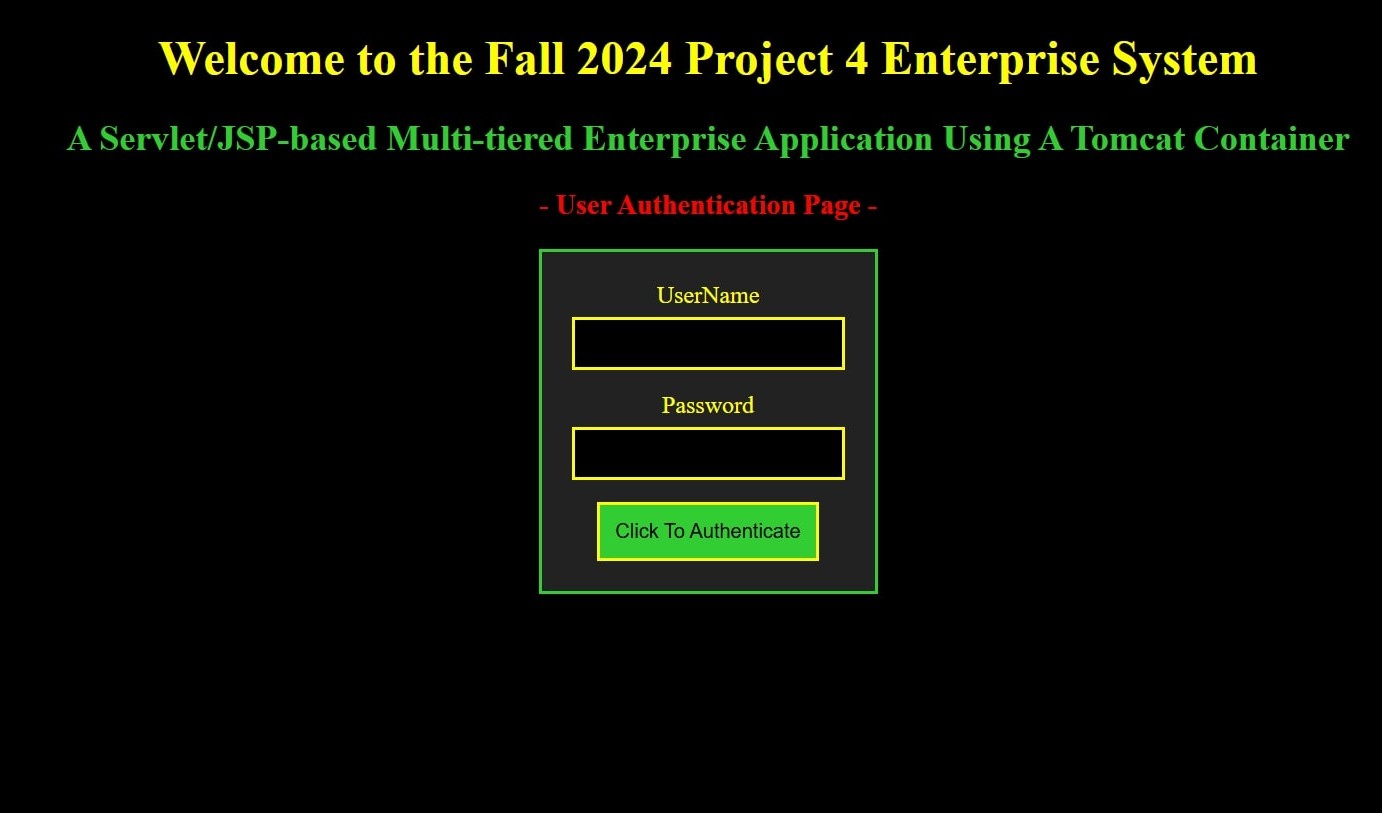 Welcome to the Fall 2024 Project 4 Enterprise System
A Servlet/JSP-based Multi-tiered Enterprise Application Using A Tomcat Container
- User Authentication Page -
UserName
Password
Click To Authenticate